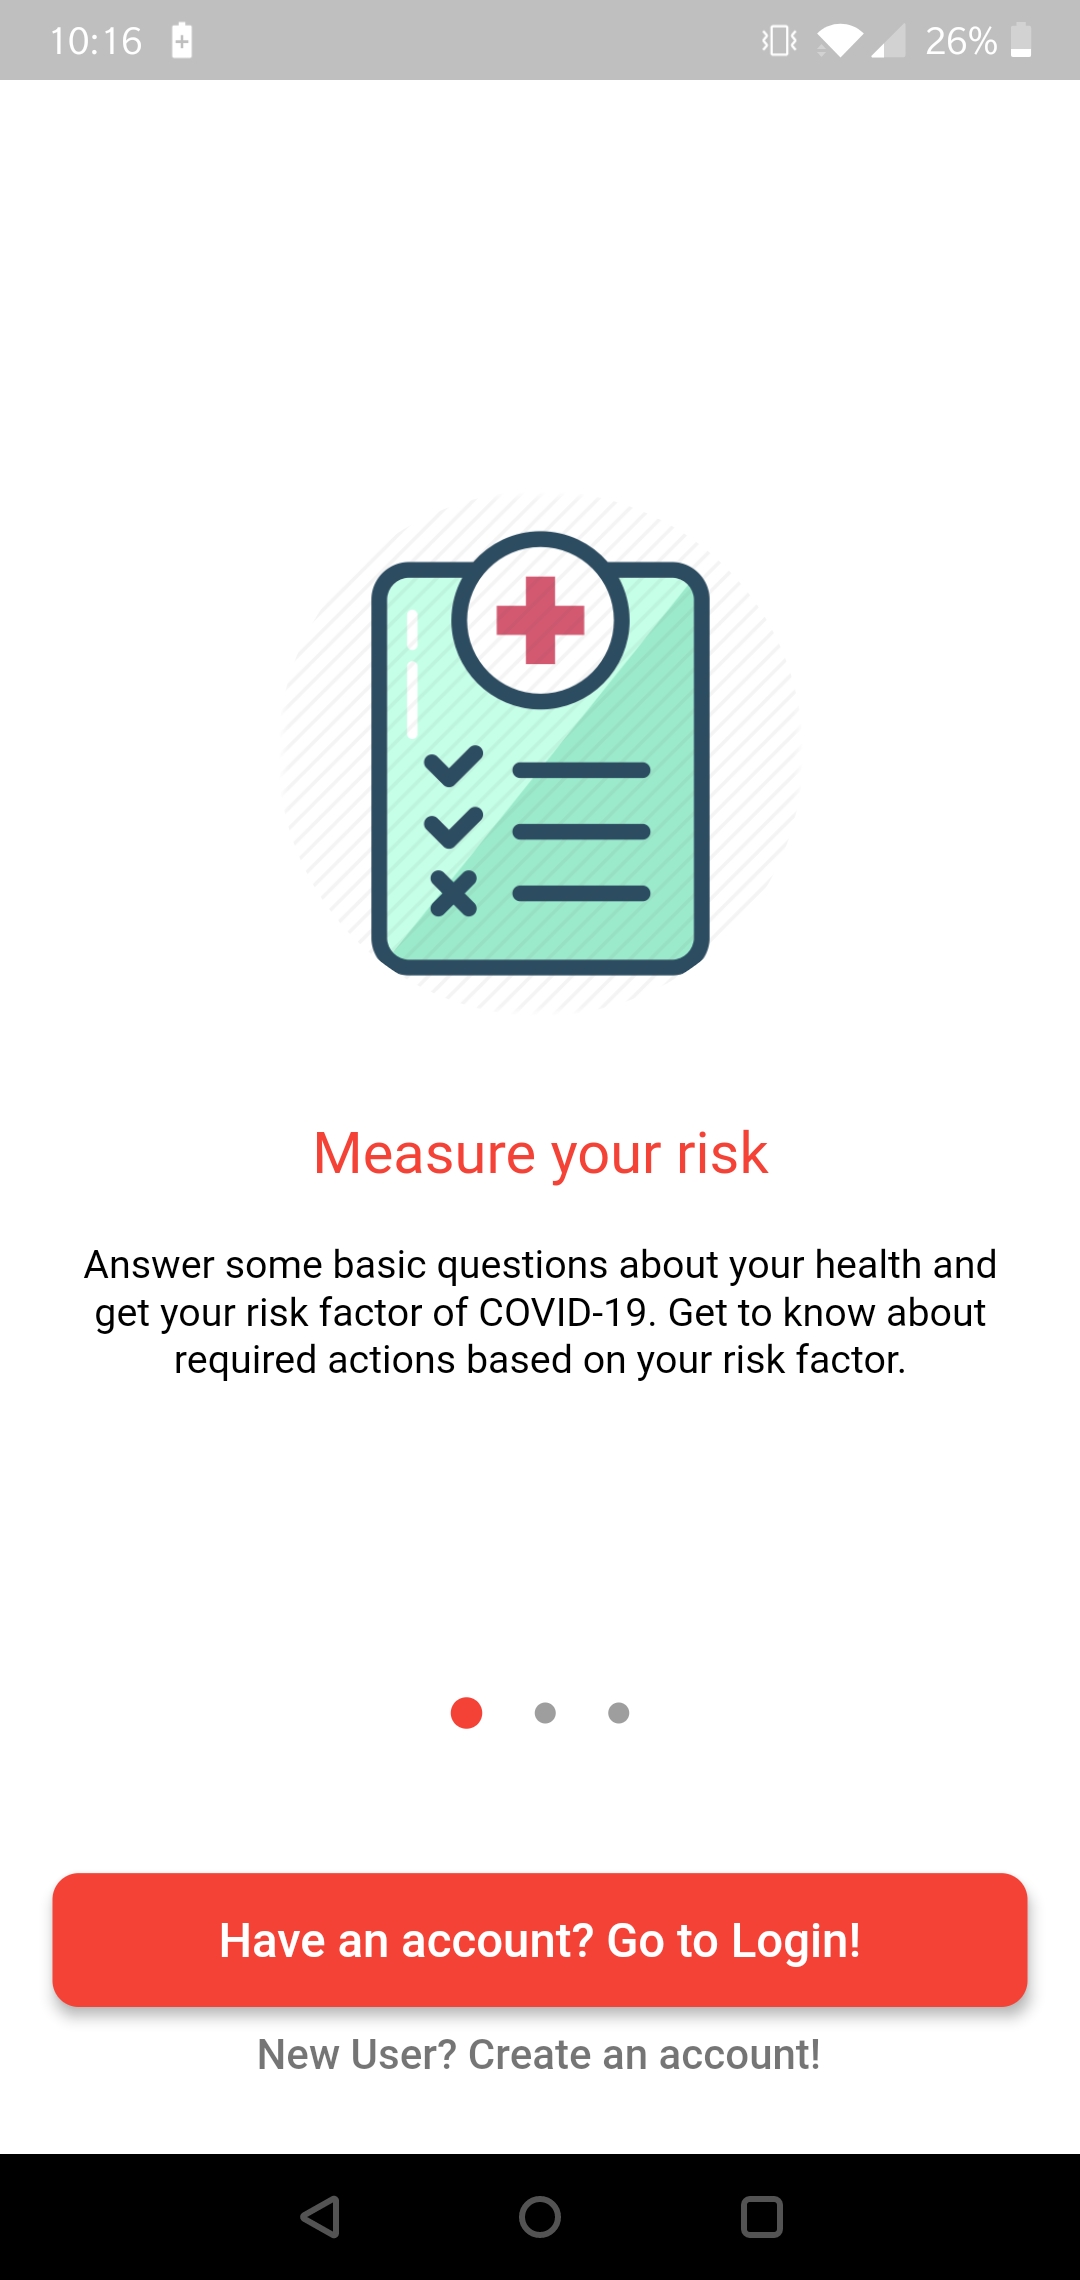 10:16
26%
Measure your risk
Answer some basic questions about your health and
get your risk factor of COVID-19. Get to know about
required actions based on your risk factor.
Have an account? Go to Login!
New User? Create an account!